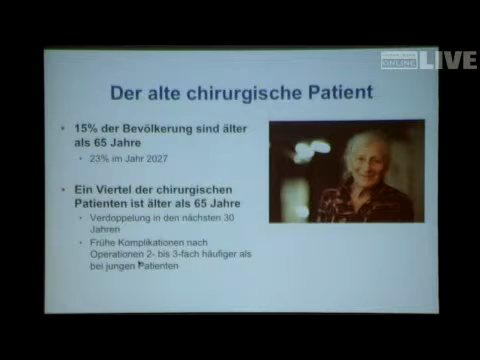 ONLINE LIVE
Der alte chirurgische Patient
• 15% der Bevölkerung sind älter
als 65 Jahre
• 23% im Jahr 2027
• Ein Viertel der chirurgischen
Patienten ist älter als 65 Jahre
• Verdoppelung in den nächsten 30
Jahren
• Frühe Komplikationen nach
Operationen 2- bis 3-fach häufiger als
bei jungen Patienten